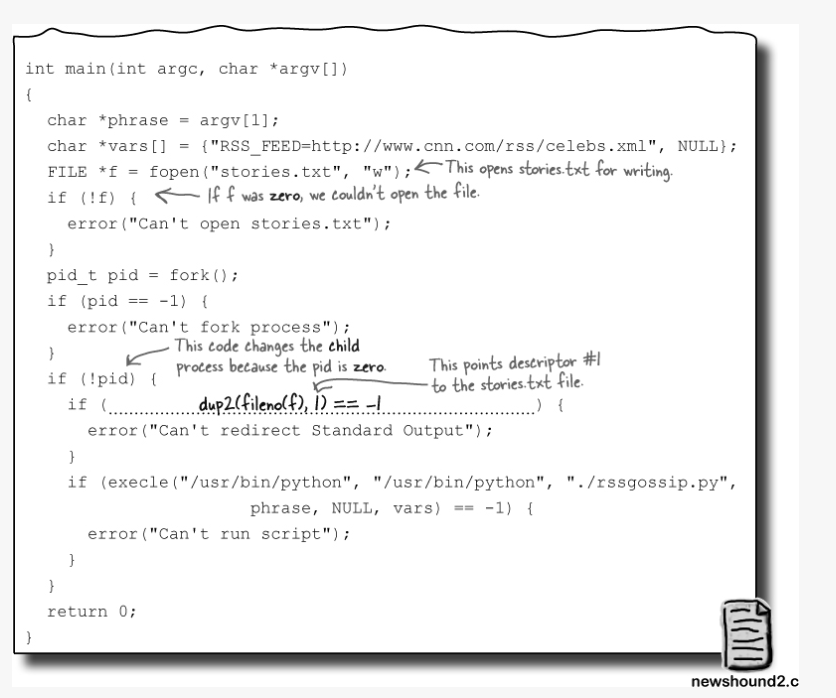 int main(int argc, char *argv[])
{
char *phrase = argv[1];
char *vars[] = {"RSS_FEED=http://www.cnn.com/rss/celebs.xml", NULL};
FILE *f = fopen("stories.txt", "w"); This opens stories.txt for writing.
if (!f) { If f was zero, we couldn't open the file.
error("Can't open stories.txt");
}
pid_t pid = fork();
if (pid == -1) {
error("Can't fork process");
} This code changes the child
process because the pid is zero.
if (!pid) {
This points descriptor #1
to the stories.txt file.
if (dup2(fileno(f), 1) == -1) {
error("Can't redirect Standard Output");
}
if (execle("/usr/bin/python", "/usr/bin/python", "./rssgossip.py",
phrase, NULL, vars) == -1) {
error("Can't run script");
}
}
return 0;
}
newshound2.c